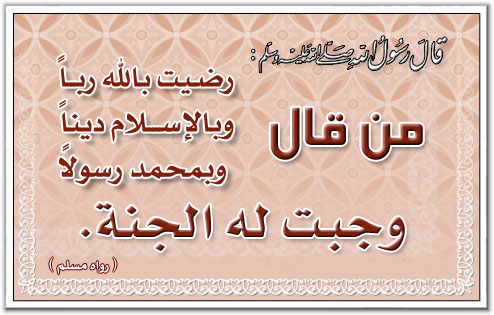 قال رسول الله صلى الله عليه وسلم :
من قال
رضيت بالله رباً
وبالإسـلام ديناً
وبمحمد رسولاً
وجبت له الجنة.
( رواه مسلم )